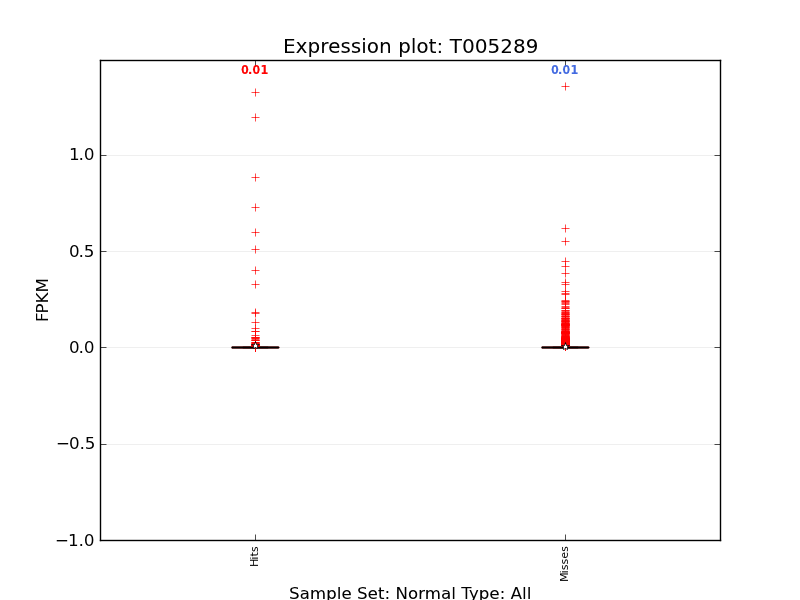 Expression plot: T005289
0.01
0.01
1.0
0.5
0.0
−0.5
−1.0
FPKM
Hits
Misses
Sample Set: Normal Type: All